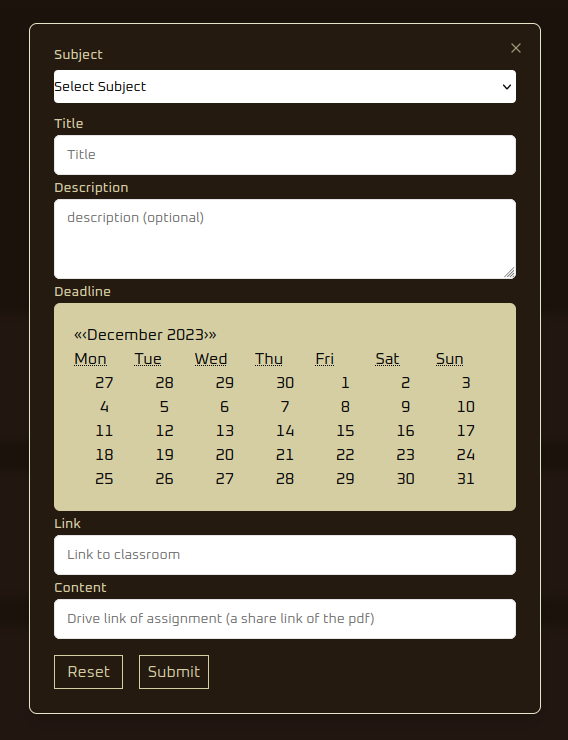 Subject
Select Subject
Title
Title
Description
description (optional)
Deadline
«‹December 2023›»
Mon Tue Wed Thu Fri Sat Sun
27 28 29 30 1 2 3
4 5 6 7 8 9 10
11 12 13 14 15 16 17
18 19 20 21 22 23 24
25 26 27 28 29 30 31
Link
Link to classroom
Content
Drive link of assignment (a share link of the pdf)
Reset Submit